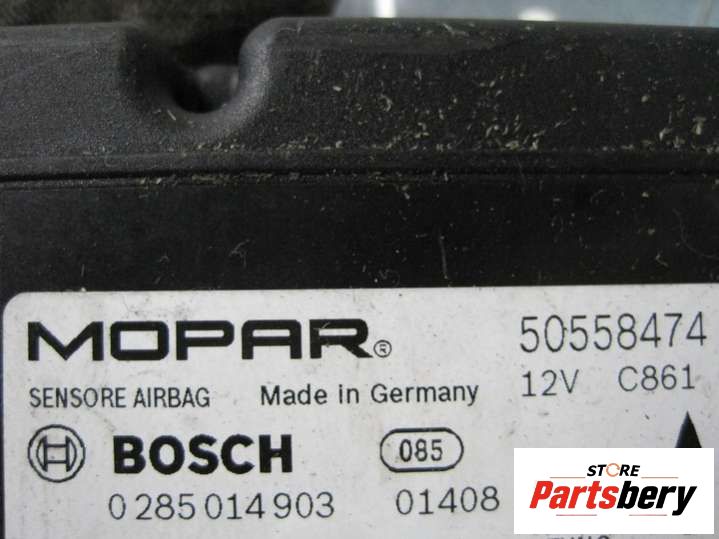 MOPAR® 50558474
SENSORE AIRBAG Made in Germany 12V C861
BOSCH 085
0 285 014 903 01408
STORE
Partsbery